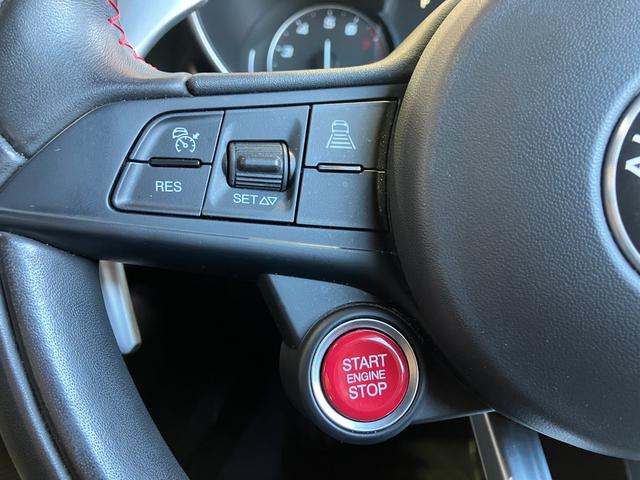 RES
SET
START
ENGINE
STOP